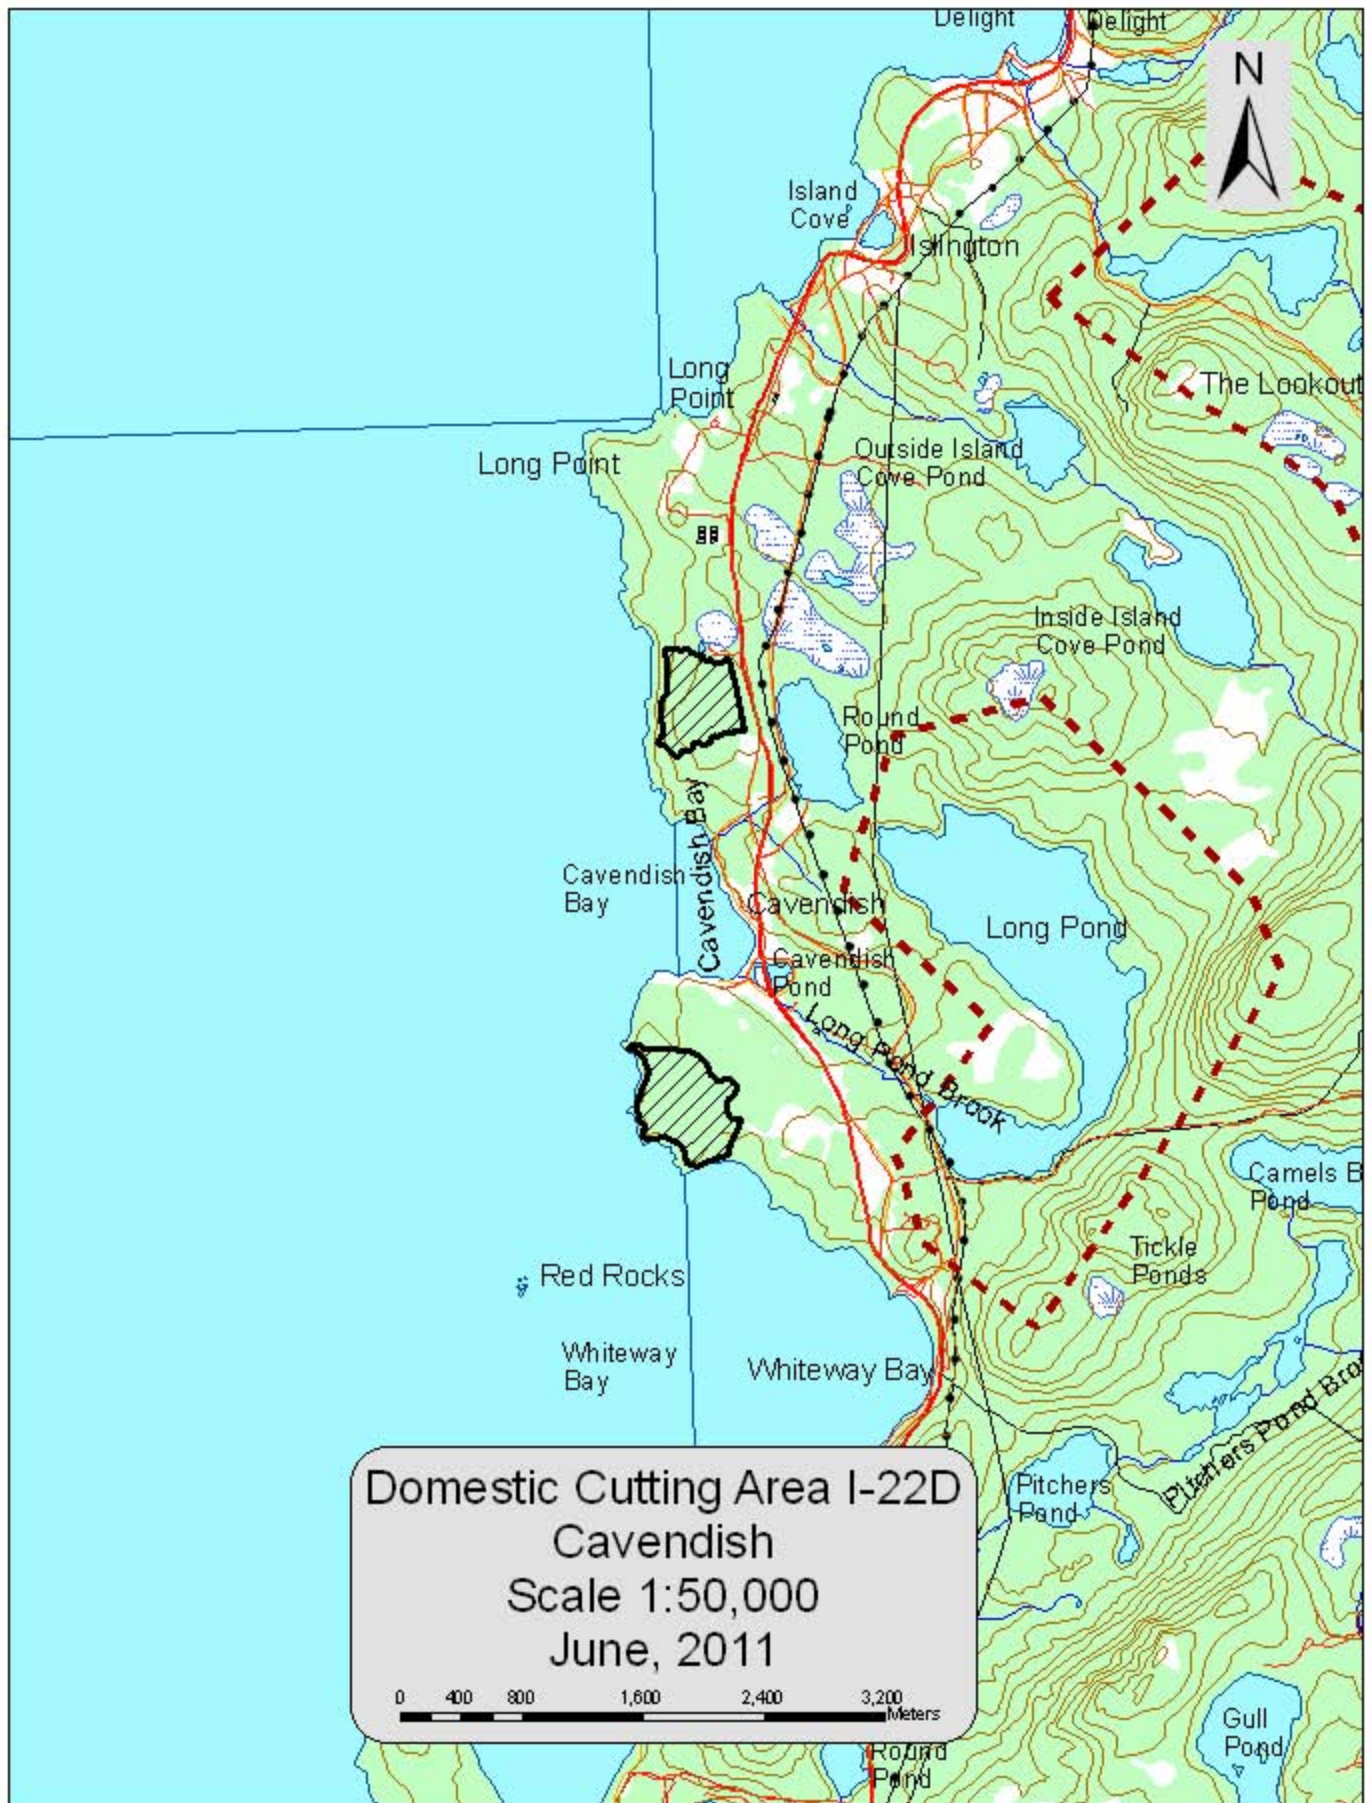 Delight
Delight
N
Island
Cove
Islington
Long
Point
The Lookout
Long Point
Outside Island
Cove Pond
Inside Island
Cove Pond
Round
Pond
Cavendish Bay
Cavendish
Bay
Cavendish
Long Pond
Cavendish
Pond
Long Pond Brook
Camels B
Pond
Tickle
Ponds
Red Rocks
Whiteway
Bay
Whiteway Bay
Pitchers Pond Bro
Pitchers
Pond
Domestic Cutting Area I-22D
Cavendish
Scale 1:50,000
June, 2011
0 400 800 1,600 2,400 3,200
Meters
Gull
Pond
Round
Pond